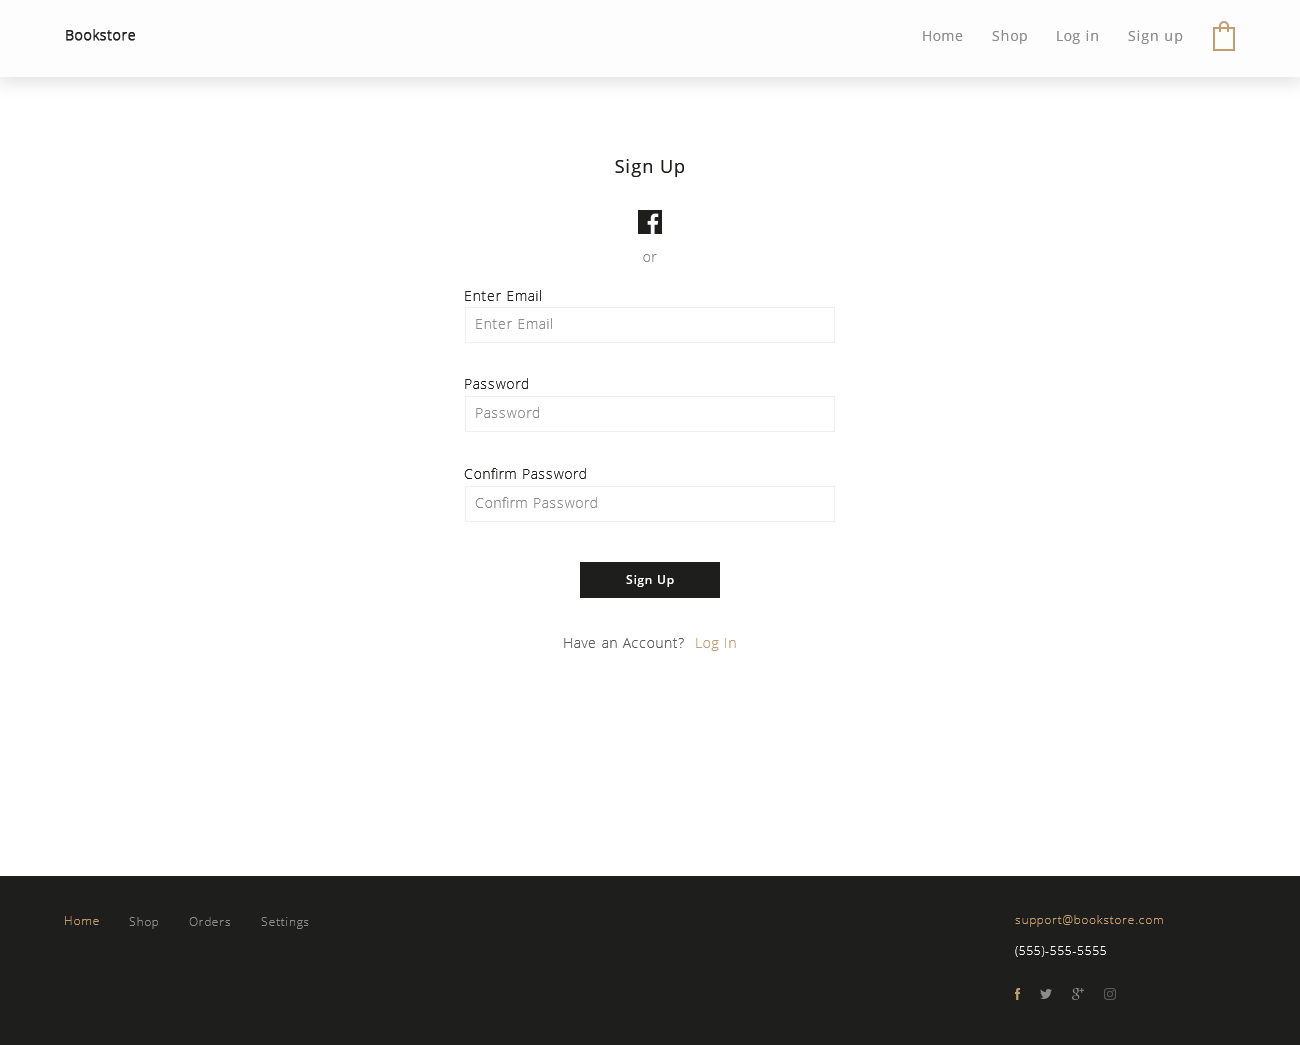 Bookstore
Home Shop Log in Sign up
Sign Up
or
Enter Email
Enter Email
Password
Password
Confirm Password
Confirm Password
Sign Up
Have an Account? Log In
Home Shop Orders Settings
support@bookstore.com
(555)-555-5555